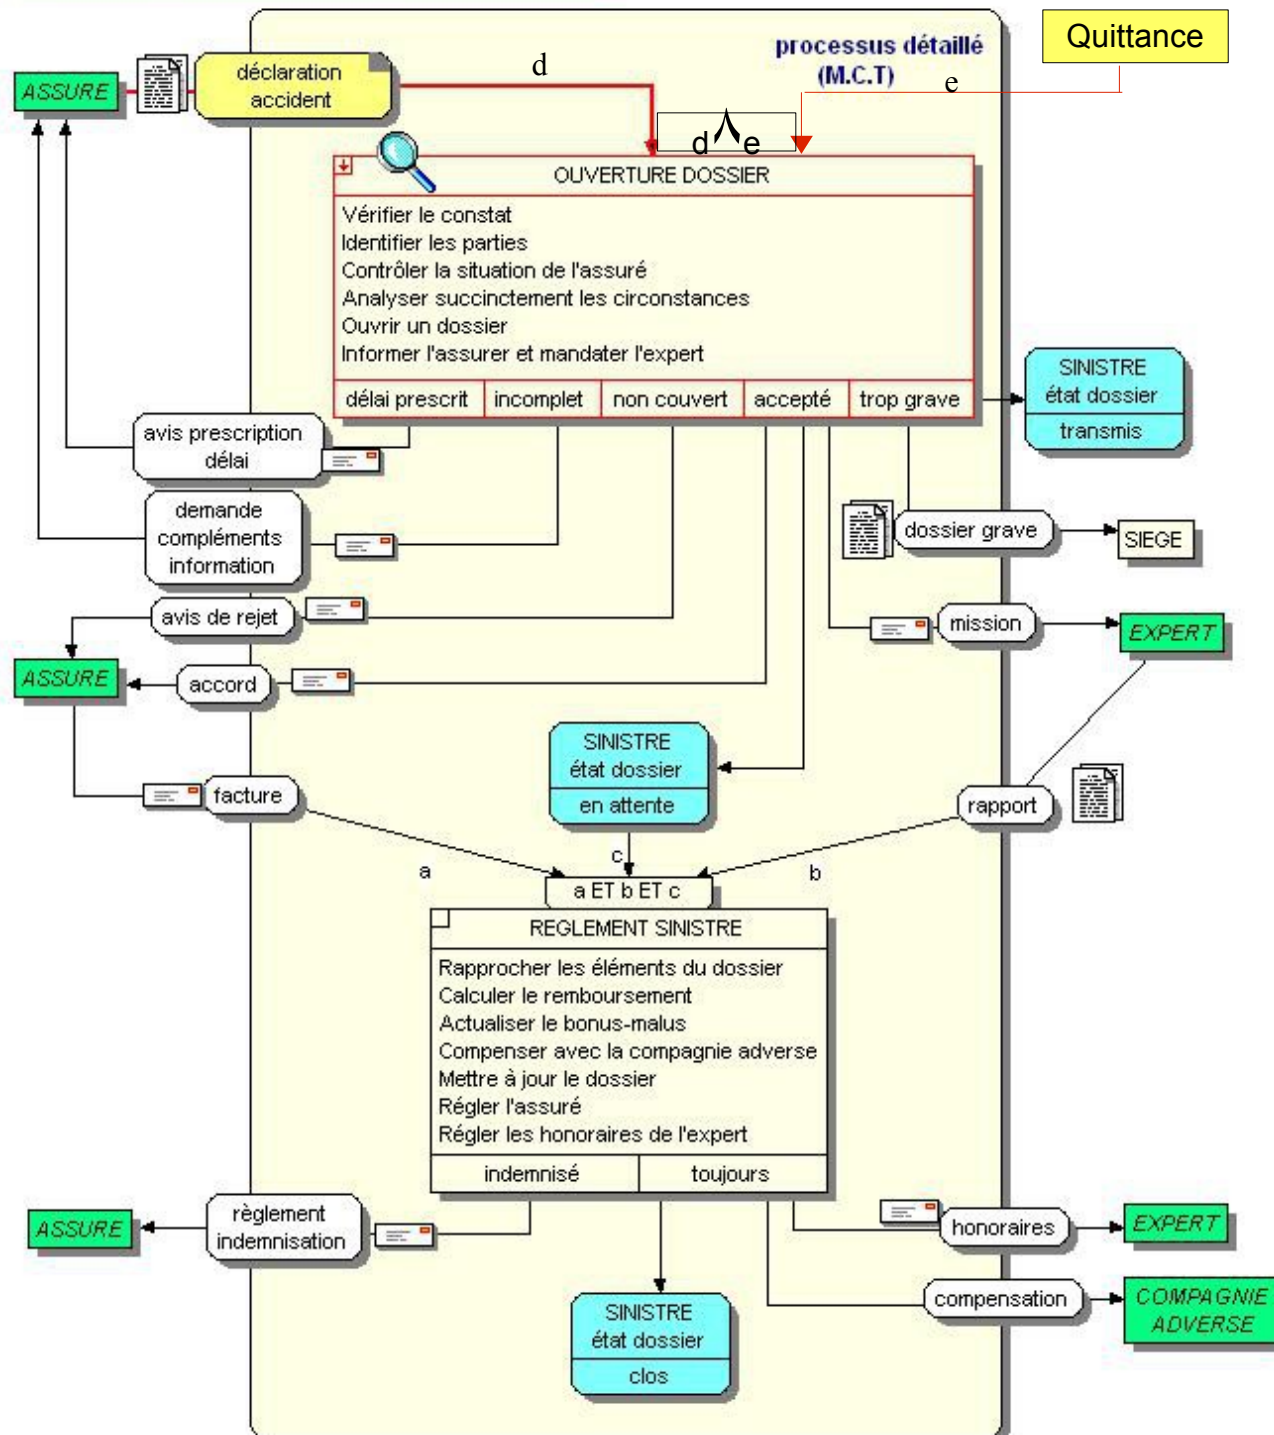 Quittance
processus détaillé
(M.C.T)
ASSURE
déclaration
accident
d
e
d ∧ e
OUVERTURE DOSSIER
Vérifier le constat
Identifier les parties
Contrôler la situation de l'assuré
Analyser succinctement les circonstances
Ouvrir un dossier
Informer l'assurer et mandater l'expert
délai prescrit
incomplet
non couvert
accepté
trop grave
SINISTRE
état dossier
transmis
avis prescription
délai
demande
compléments
information
dossier grave
SIEGE
avis de rejet
mission
EXPERT
ASSURE
accord
SINISTRE
état dossier
en attente
facture
rapport
a
c
b
a ET b ET c
REGLEMENT SINISTRE
Rapprocher les éléments du dossier
Calculer le remboursement
Actualiser le bonus-malus
Compenser avec la compagnie adverse
Mettre à jour le dossier
Régler l'assuré
Régler les honoraires de l'expert
indemnisé
toujours
ASSURE
règlement
indemnisation
honoraires
EXPERT
compensation
COMPAGNIE
ADVERSE
SINISTRE
état dossier
clos